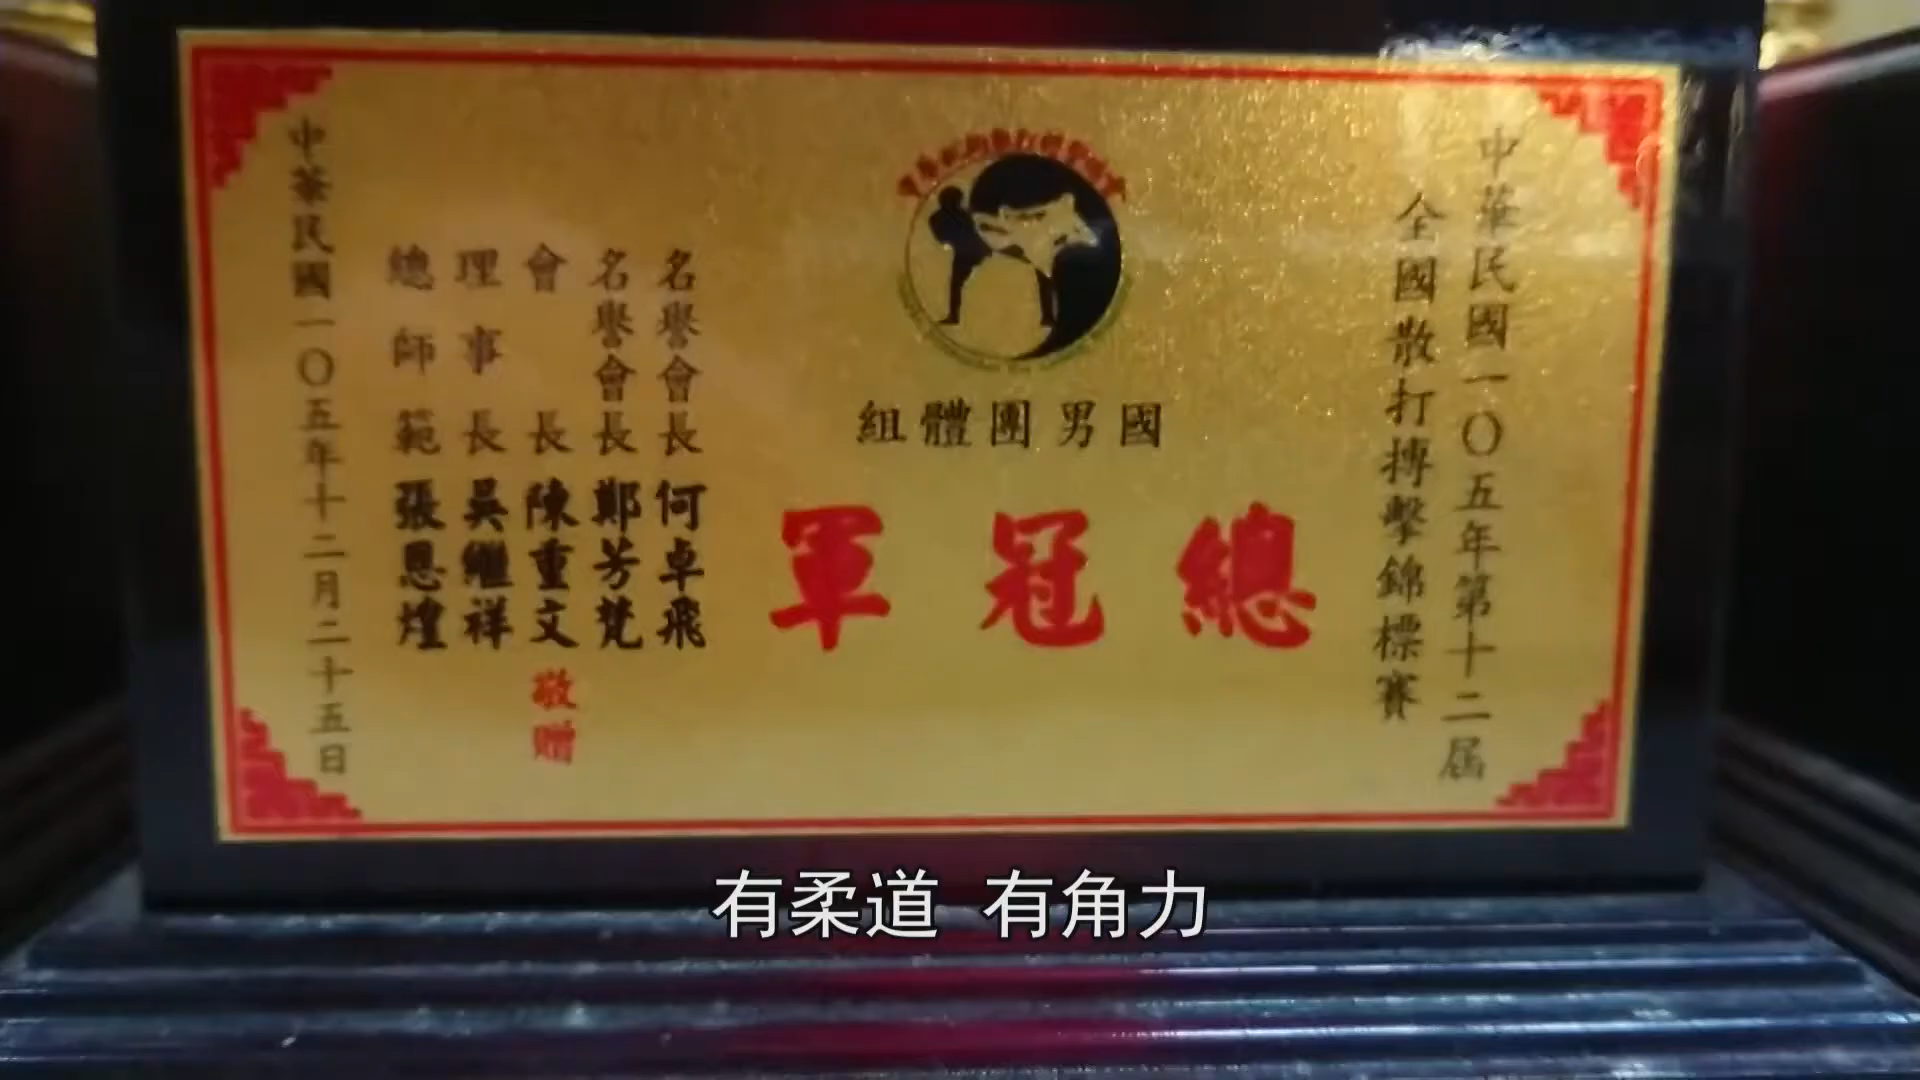 中華民國一〇五年第十二屆
全國散打搏擊錦標賽
國男團體組
總冠軍
名譽會長 何卓飛
名譽會長 鄭芳梵
會長 陳重文 敬贈
理事長 吳繼祥
總師範 張恩煌
中華民國一〇五年十二月二十五日
有柔道 有角力